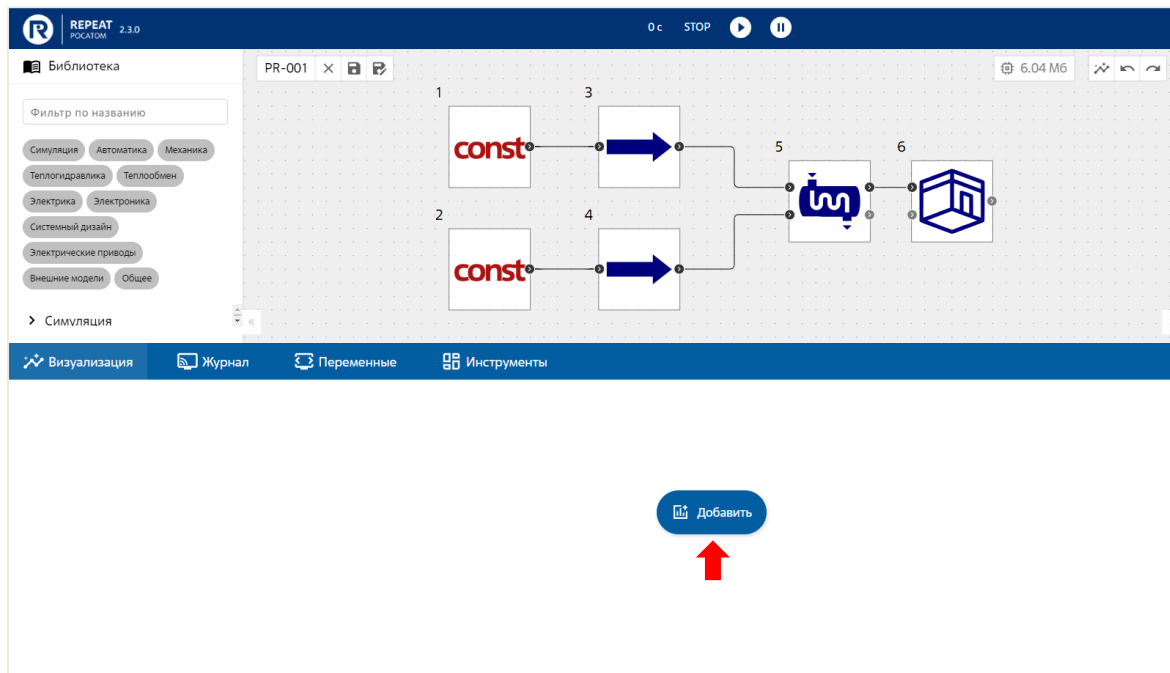 REPEAT 2.3.0
РОСАТОМ
0 с STOP
Библиотека
PR-001
6.04 Мб
Фильтр по названию
Симуляция Автоматика Механика
Теплогидравлика Теплообмен
Электрика Электроника
Системный дизайн
Электрические приводы
Внешние модели Общее
Симуляция
1 3
const
5 6
2 4
const
Визуализация Журнал Переменные Инструменты
Добавить